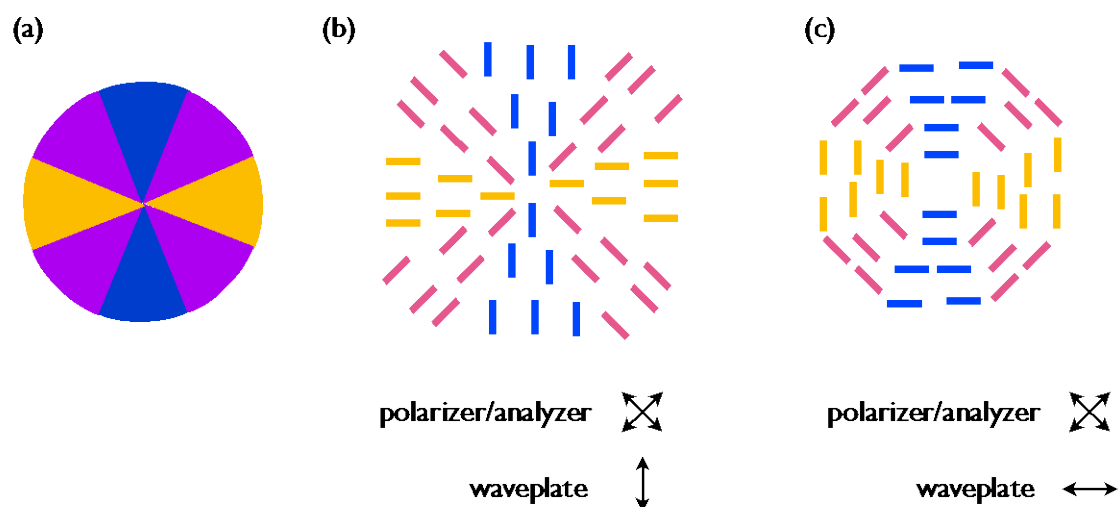 (a)
(b)
(c)
polarizer/analyzer
polarizer/analyzer
waveplate
waveplate